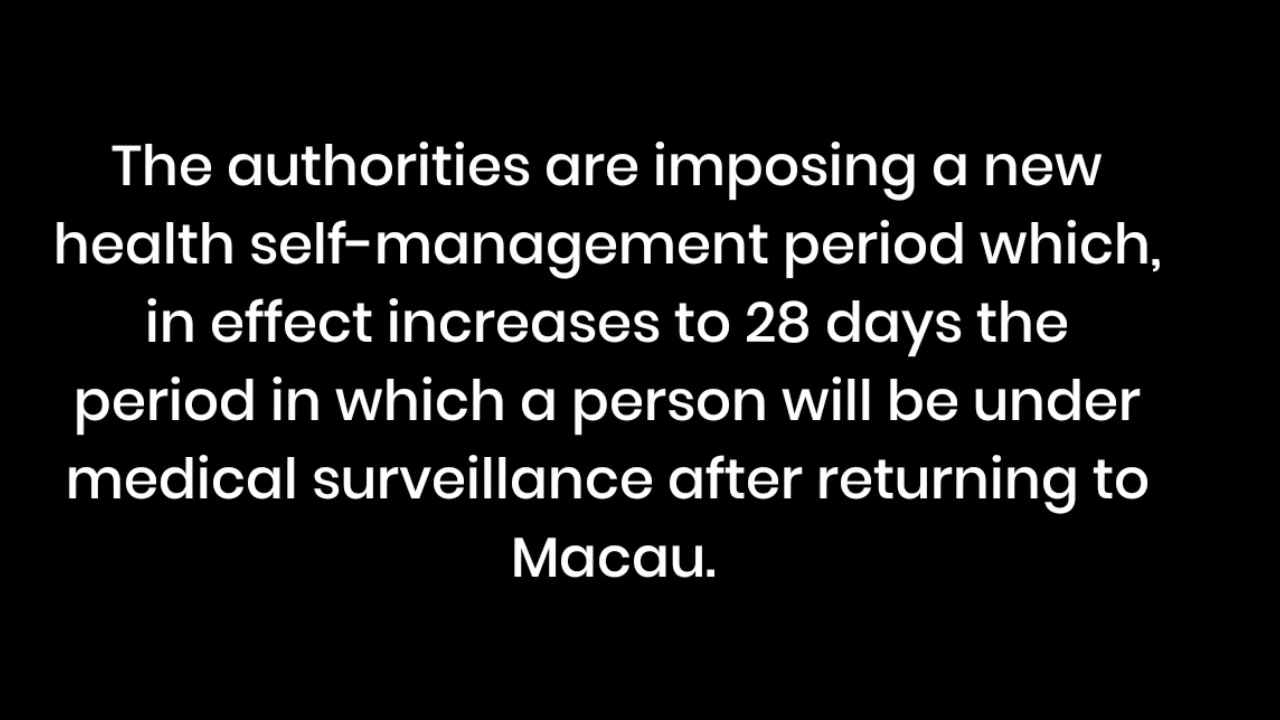 The authorities are imposing a new
health self-management period which,
in effect increases to 28 days the
period in which a person will be under
medical surveillance after returning to
Macau.